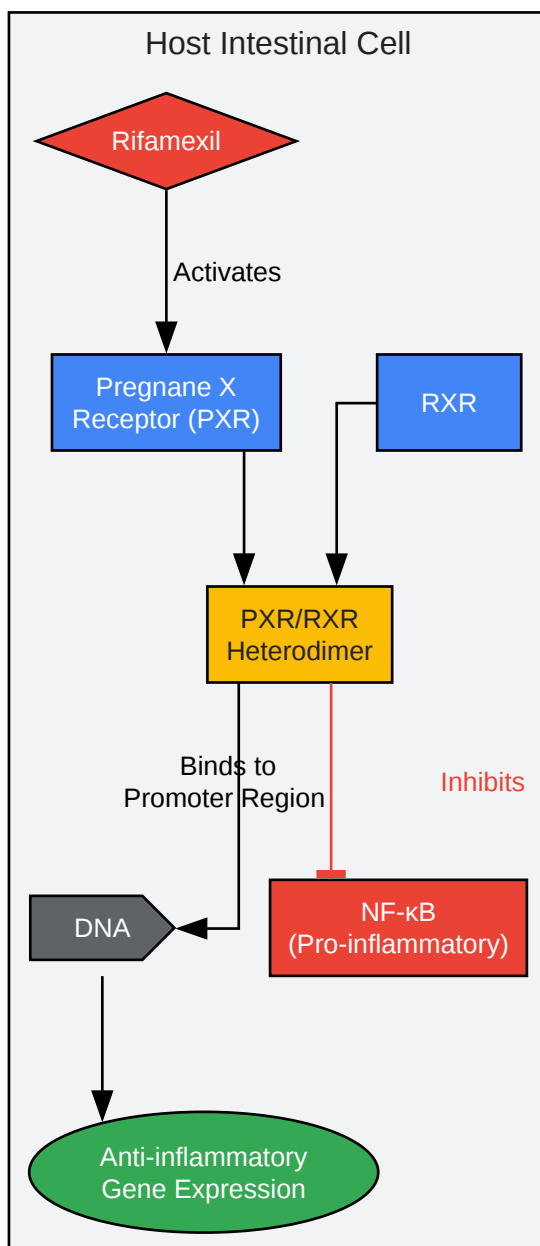 Host Intestinal Cell
Rifamexil
Activates
Pregnane X
Receptor (PXR)
RXR
PXR/RXR
Heterodimer
Binds to
Promoter Region
Inhibits
DNA
NF-κB
(Pro-inflammatory)
Anti-inflammatory
Gene Expression